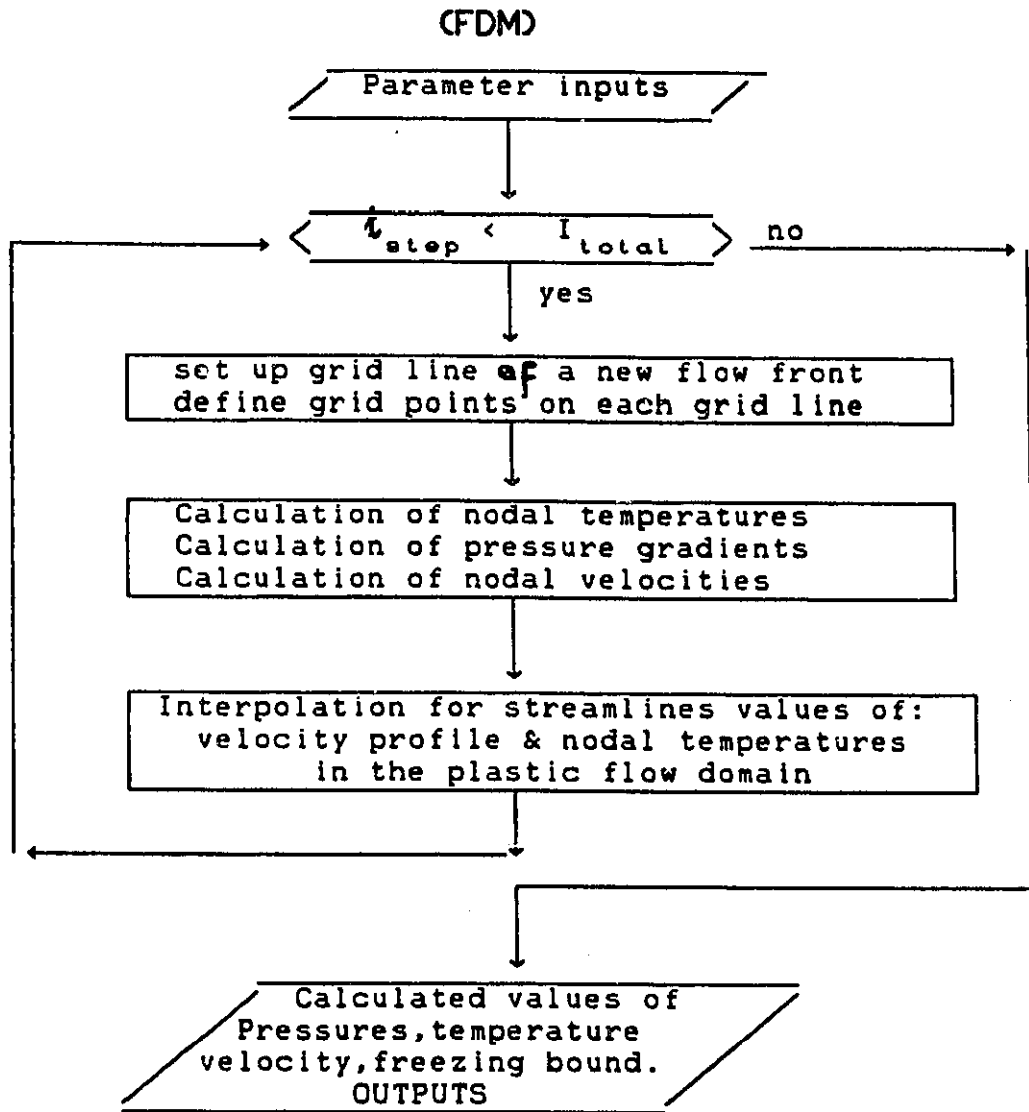 (FDM)
Parameter inputs
i step < I total
no
yes
set up grid line of a new flow front
define grid points on each grid line
Calculation of nodal temperatures
Calculation of pressure gradients
Calculation of nodal velocities
Interpolation for streamlines values of:
velocity profile & nodal temperatures
in the plastic flow domain
Calculated values of
Pressures,temperature
velocity,freezing bound.
OUTPUTS